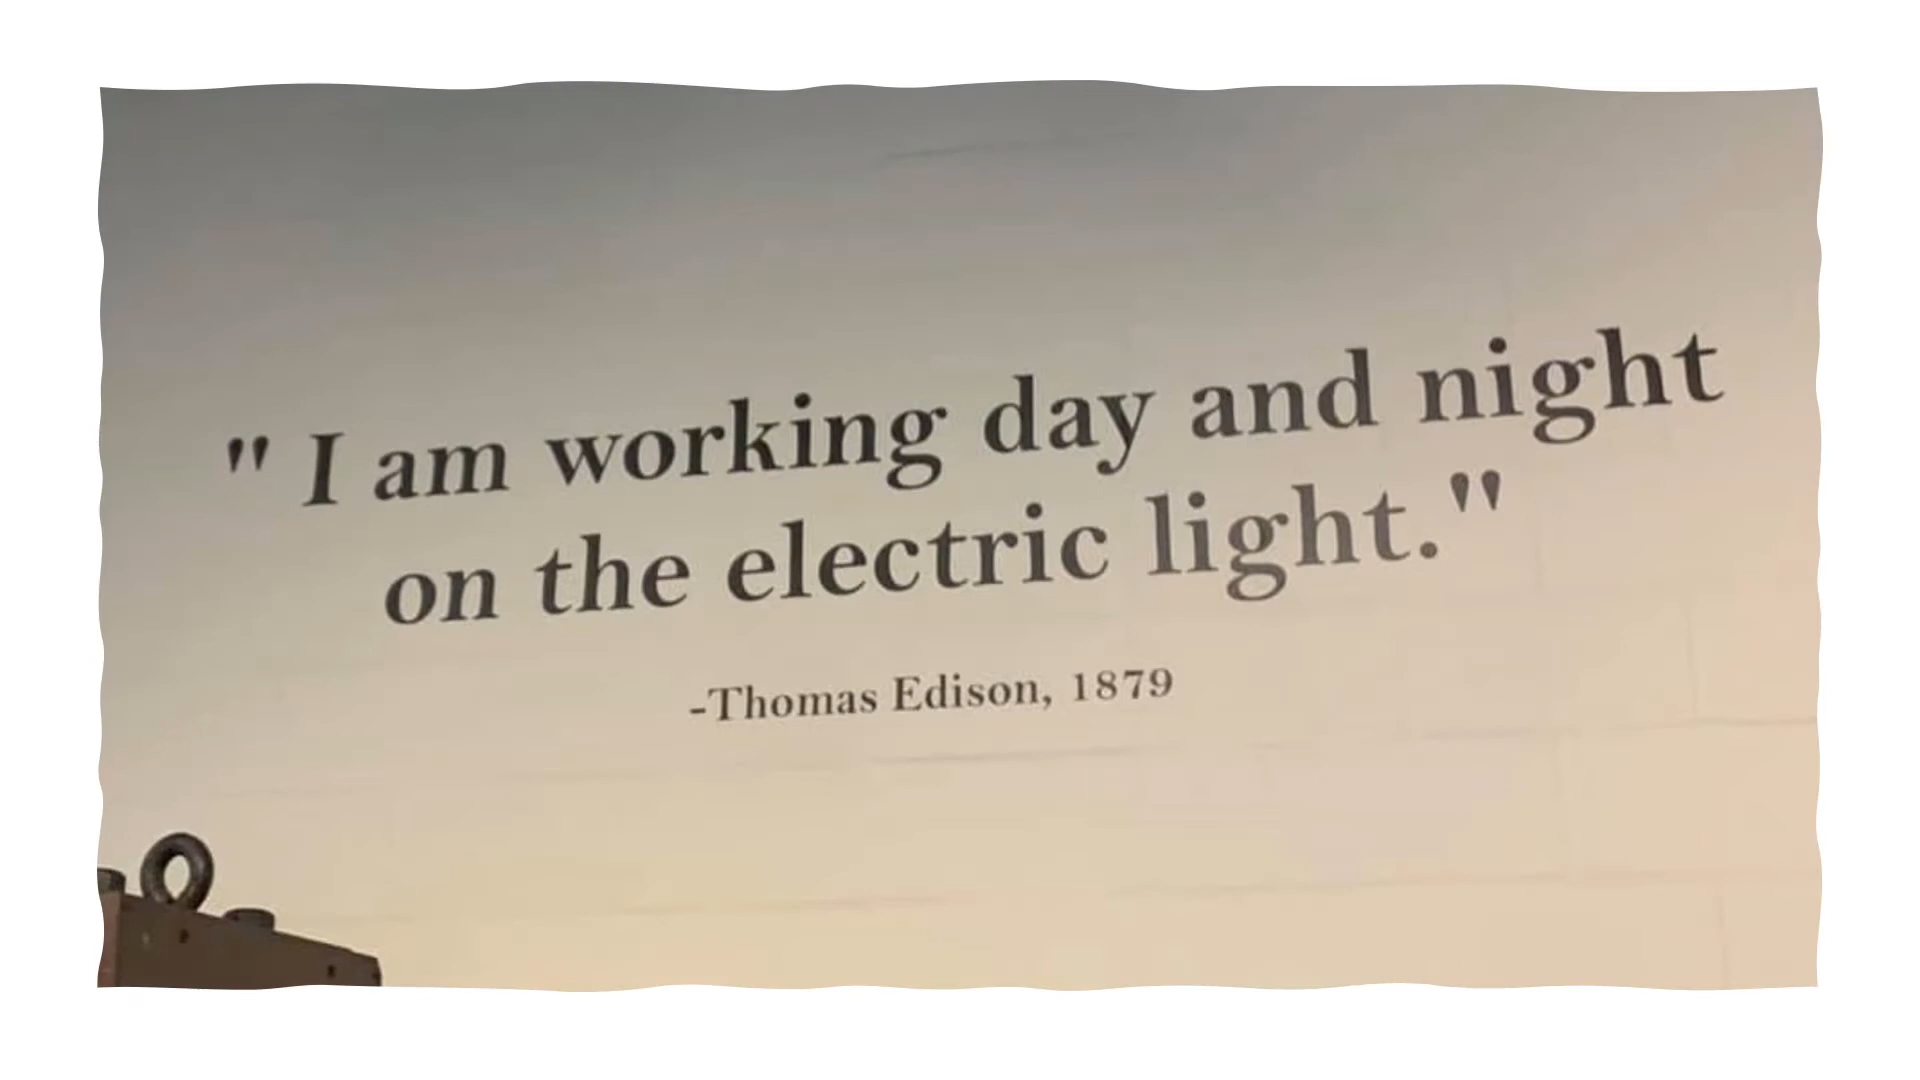 " I am working day and night
on the electric light."
-Thomas Edison, 1879